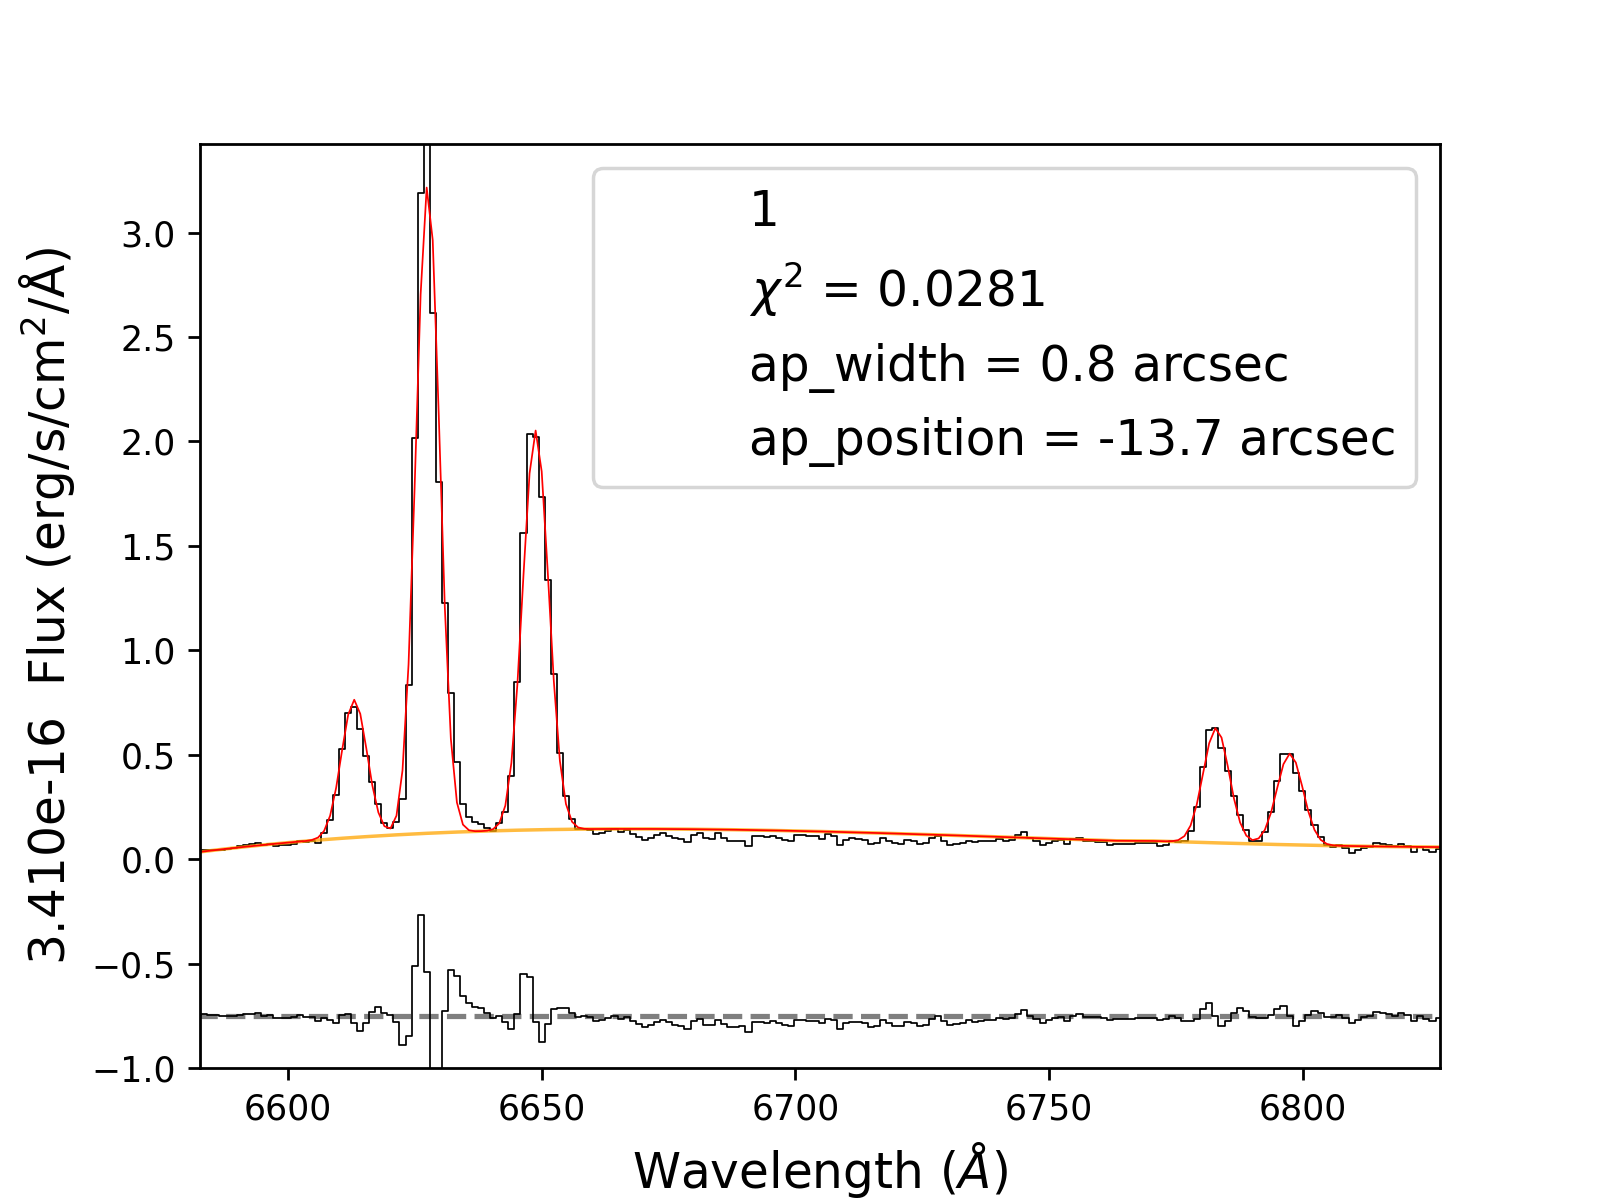 1
χ² = 0.0281
ap_width = 0.8 arcsec
ap_position = -13.7 arcsec
3.410e-16 Flux (erg/s/cm²/Å)
3.0
2.5
2.0
1.5
1.0
0.5
0.0
−0.5
−1.0
6600 6650 6700 6750 6800
Wavelength (Å)